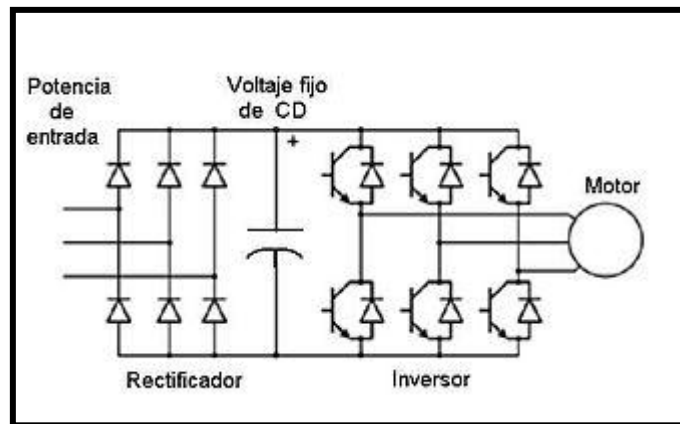 Potencia
de
entrada
Voltaje fijo
de CD
+
Motor
Rectificador
Inversor